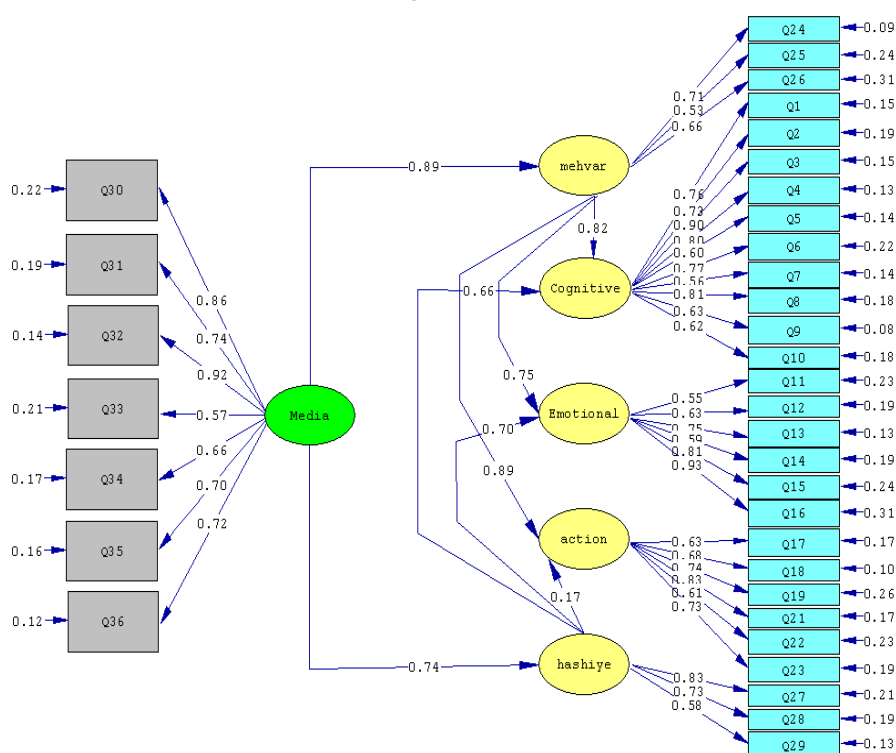 Q24 0.09
Q25 0.24
Q26 0.31
Q1 0.15
Q2 0.19
Q3 0.15
Q4 0.13
Q5 0.14
Q6 0.22
Q7 0.14
Q8 0.18
Q9 0.08
Q10 0.18
Q11 0.23
Q12 0.19
Q13 0.13
Q14 0.19
Q15 0.24
Q16 0.31
Q17 0.17
Q18 0.10
Q19 0.26
Q21 0.17
Q22 0.23
Q23 0.19
Q27 0.21
Q28 0.19
Q29 0.13
0.71
0.53
0.66
0.76
0.73
0.90
0.80
0.60
0.77
0.56
0.81
0.63
0.62
0.55
0.63
0.75
0.59
0.81
0.93
0.63
0.68
0.74
0.83
0.61
0.73
0.83
0.73
0.58
mehvar
Cognitive
Emotional
action
hashiye
0.89
0.82
0.66
0.75
0.70
0.89
0.17
0.74
Media
0.86
0.74
0.92
0.57
0.66
0.70
0.72
0.22 Q30
0.19 Q31
0.14 Q32
0.21 Q33
0.17 Q34
0.16 Q35
0.12 Q36